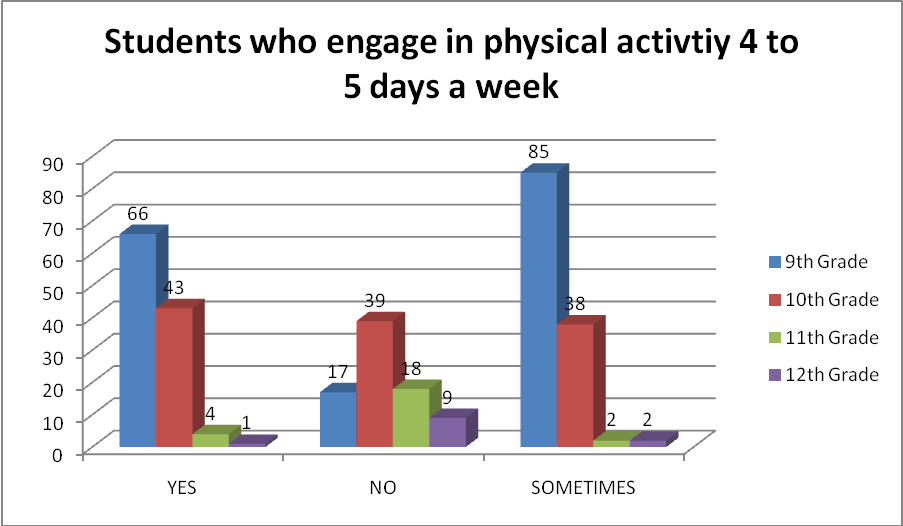 Students who engage in physical activtiy 4 to
5 days a week
90
80
70
60
50
40
30
20
10
0
66
43
4
1
17
39
18
9
85
38
2
2
YES
NO
SOMETIMES
9th Grade
10th Grade
11th Grade
12th Grade